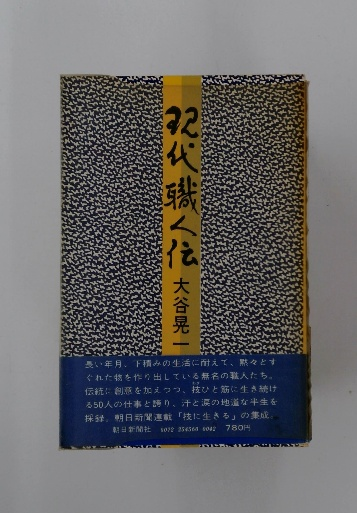 現代職人伝
大谷晃一
長い年月、下積みの生活に耐えて、黙々とす
ぐれた物を作り出している無名の職人たち。
伝統に創意を加えつつ、技ひと筋に生き続け
る50人の仕事と誇り、汗と涙の地道な半生を
採録。朝日新聞連載「技に生きる」の集成。
朝日新聞社 0072 254560 0042 780円